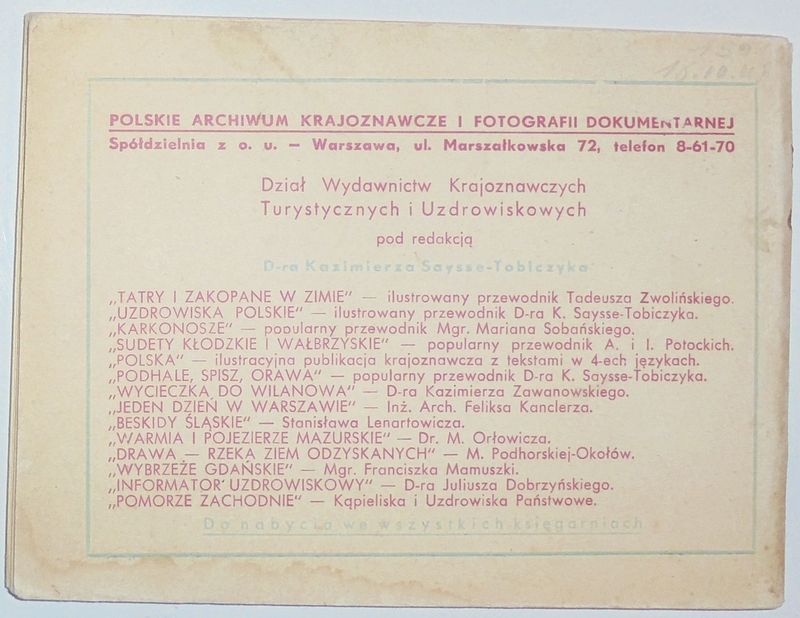 POLSKIE ARCHIWUM KRAJOZNAWCZE I FOTOGRAFII DOKUMENTARNEJ
Spółdzielnia z o. u. — Warszawa, ul. Marszałkowska 72, telefon 8-61-70
Dział Wydawnictw Krajoznawczych
Turystycznych i Uzdrowiskowych
pod redakcją
D-ra Kazimierza Saysse-Tobiczyka
„TATRY I ZAKOPANE W ZIMIE" — ilustrowany przewodnik Tadeusza Zwolińskiego.
„UZDROWISKA POLSKIE" — ilustrowany przewodnik D-ra K. Saysse-Tobiczyka.
„KARKONOSZE" — popularny przewodnik Mgr. Mariana Sobańskiego.
„SUDETY KŁODZKIE I WAŁBRZYSKIE" — popularny przewodnik A. i I. Potockich.
„POLSKA" — ilustracyjna publikacja krajoznawcza z tekstami w 4-ech językach.
„PODHALE, SPISZ, ORAWA" — popularny przewodnik D-ra K. Saysse-Tobiczyka.
„WYCIECZKA DO WILANOWA" — D-ra Kazimierza Zawanowskiego.
„JEDEN DZIEŃ W WARSZAWIE" — Inż. Arch. Feliksa Kanclerza.
„BESKIDY ŚLĄSKIE" — Stanisława Lenartowicza.
„WARMIA I POJEZIERZE MAZURSKIE" — Dr. M. Orłowicza.
„DRAWA — RZEKA ZIEM ODZYSKANYCH" — M. Podhorskiej-Okołów.
„WYBRZEŻE GDAŃSKIE" — Mgr. Franciszka Mamuszki.
„INFORMATOR UZDROWISKOWY" — D-ra Juliusza Dobrzyńskiego.
„POMORZE ZACHODNIE" — Kąpieliska i Uzdrowiska Państwowe.
Do nabycia we wszystkich księgarniach